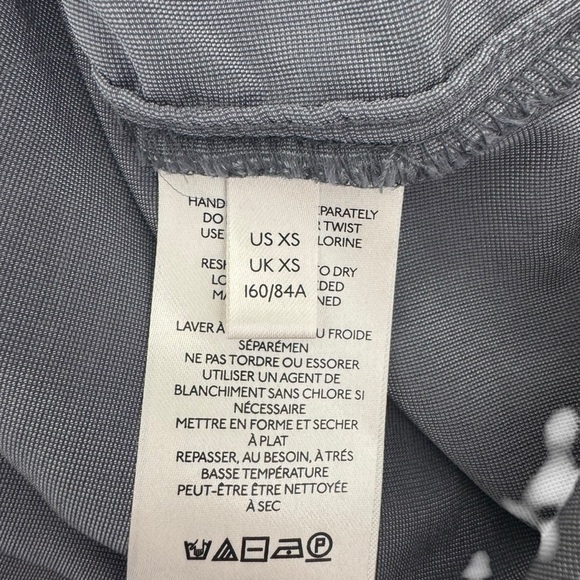 US XS
UK XS
160/84A
HAND PARATELY
DO R TWIST
USE LORINE
RESH TO DRY
LO DED
MA NED
LAVER À U FROIDE
SÉPARÉMEN
NE PAS TORDRE OU ESSORER
UTILISER UN AGENT DE
BLANCHIMENT SANS CHLORE SI
NÉCESSAIRE
METTRE EN FORME ET SECHER
À PLAT
REPASSER, AU BESOIN, À TRÉS
BASSE TEMPÉRATURE
PEUT-ÊTRE ÊTRE NETTOYÉE
À SEC
P